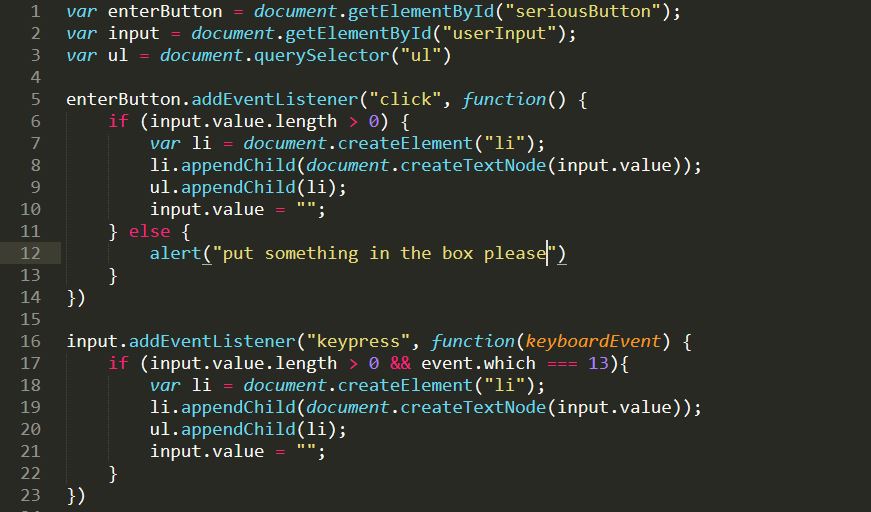 1 var enterButton = document.getElementById("seriousButton");
2 var input = document.getElementById("userInput");
3 var ul = document.querySelector("ul")
4
5 enterButton.addEventListener("click", function() {
6     if (input.value.length > 0) {
7         var li = document.createElement("li");
8         li.appendChild(document.createTextNode(input.value));
9         ul.appendChild(li);
10         input.value = "";
11     } else {
12         alert("put something in the box please")
13     }
14 })
15
16 input.addEventListener("keypress", function(keyboardEvent) {
17     if (input.value.length > 0 && event.which === 13){
18         var li = document.createElement("li");
19         li.appendChild(document.createTextNode(input.value));
20         ul.appendChild(li);
21         input.value = "";
22     }
23 })